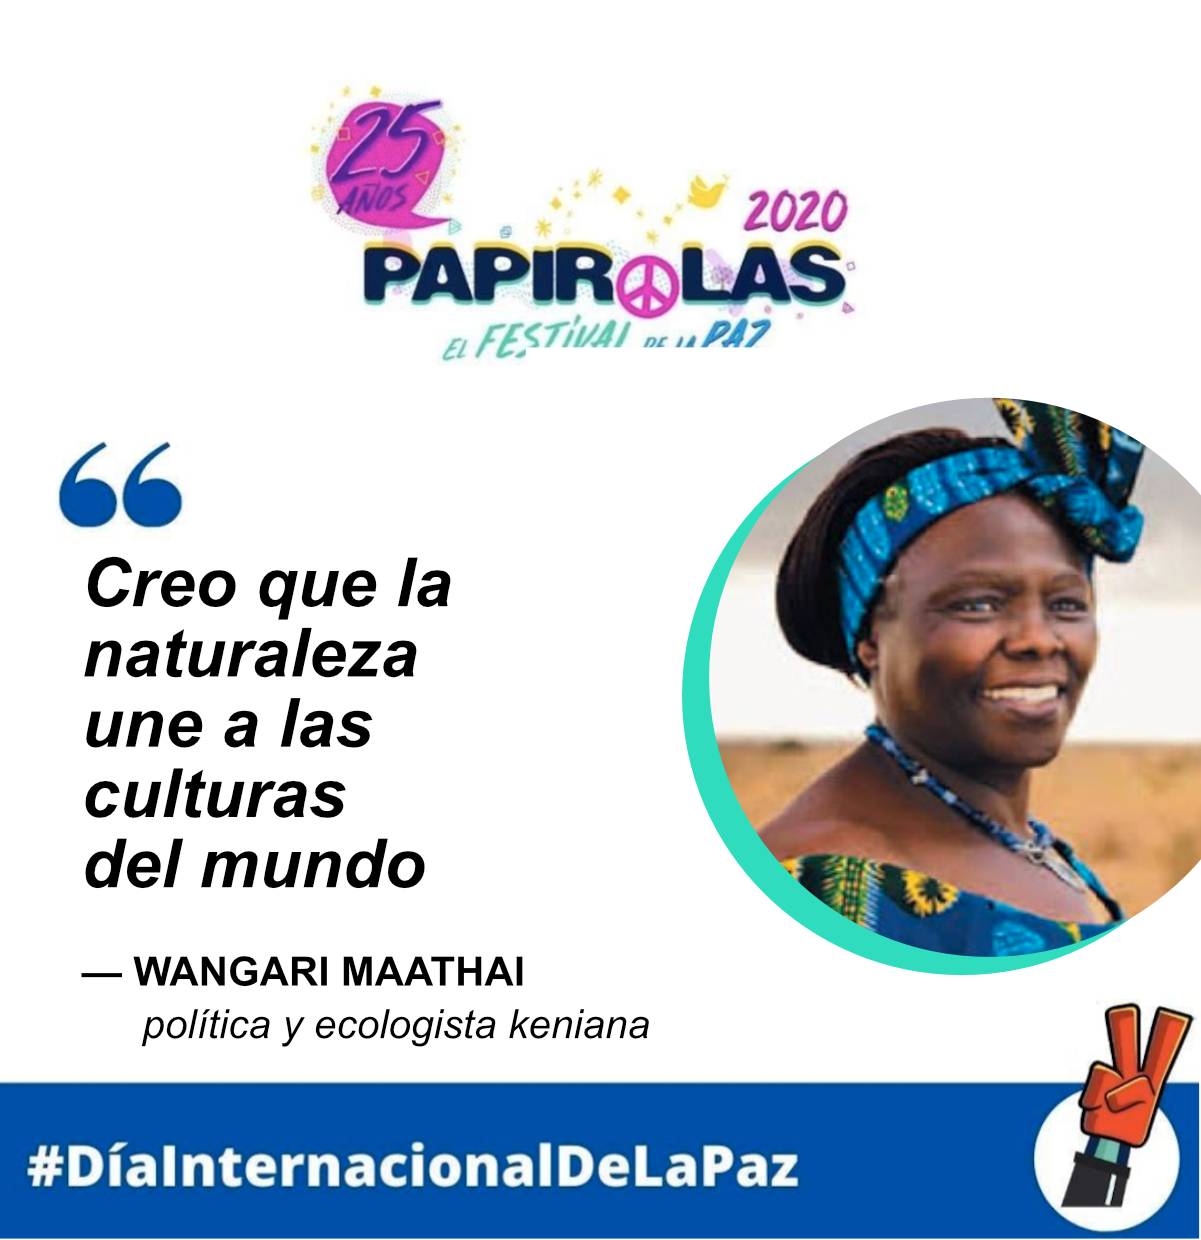 25
AÑOS
2020
PAPIROLAS
EL FESTIVAL DE LA PAZ
“
Creo que la
naturaleza
une a las
culturas
del mundo
— WANGARI MAATHAI
política y ecologista keniana
#DíaInternacionalDeLaPaz